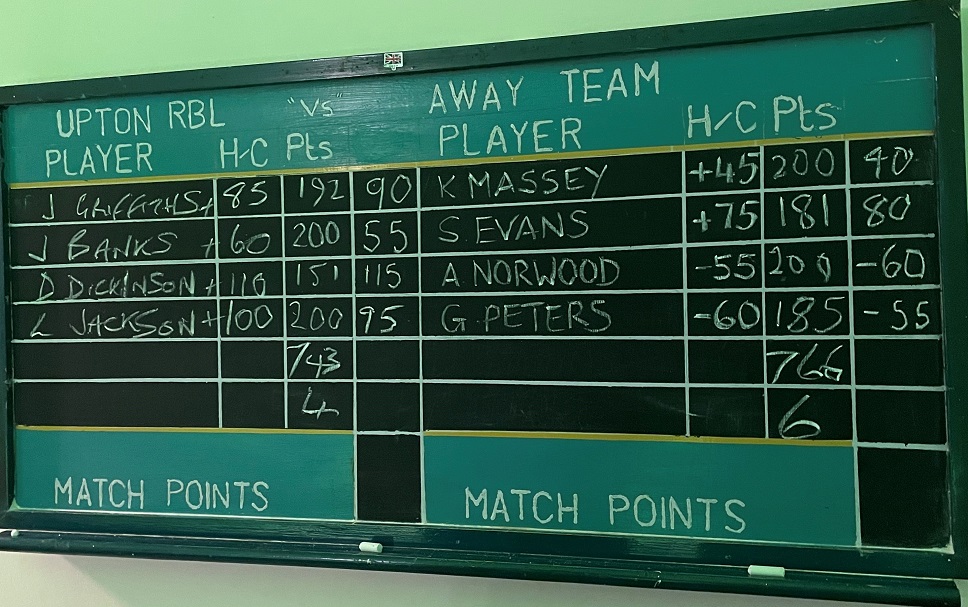 UPTON RBL "Vs" AWAY TEAM
PLAYER H/C Pts PLAYER H/C Pts
J GRIFFITHS + 85 192 90 K MASSEY +45 200 40
J BANKS + 60 200 55 S. EVANS +75 181 80
D DICKINSON + 110 151 115 A. NORWOOD -55 200 -60
L JACKSON + 100 200 95 G. PETERS -60 185 -55
743 766
4 6
MATCH POINTS MATCH POINTS